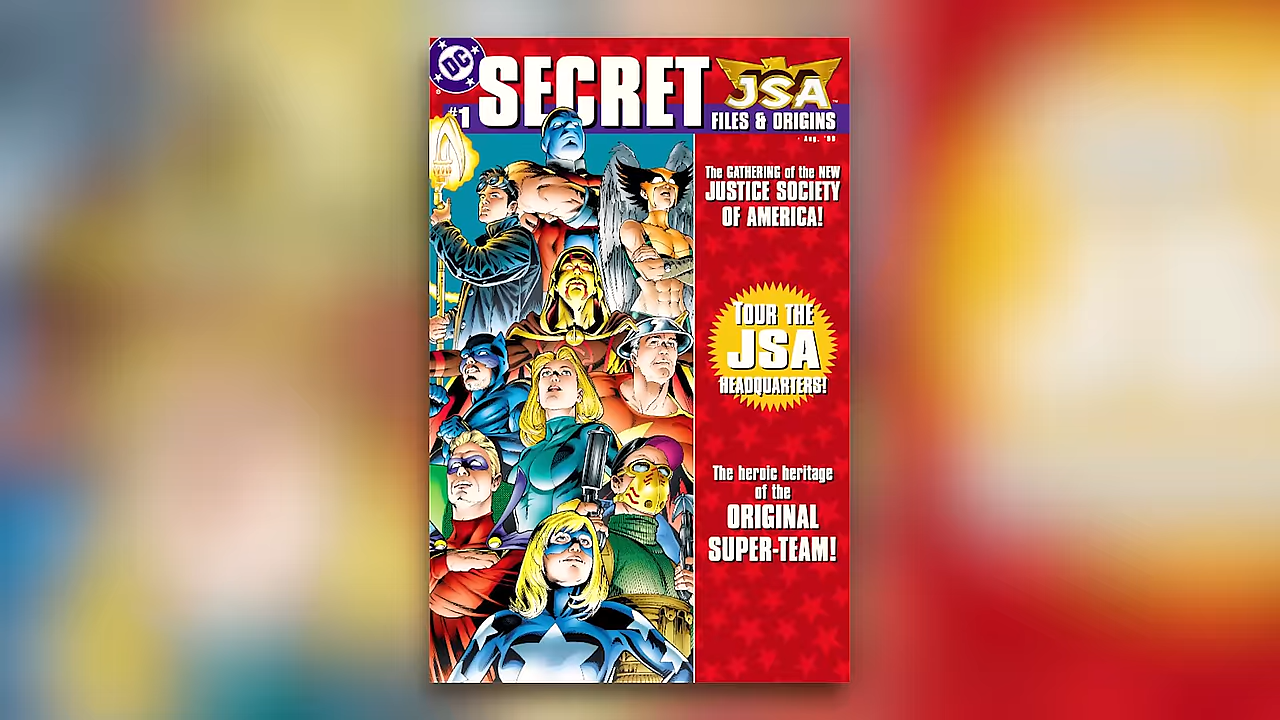 DC
SECRET
JSA
#1
FILES & ORIGINS
The GATHERING of the NEW
JUSTICE SOCIETY
OF AMERICA!
TOUR THE
JSA
HEADQUARTERS!
The heroic heritage
of the
ORIGINAL
SUPER-TEAM!